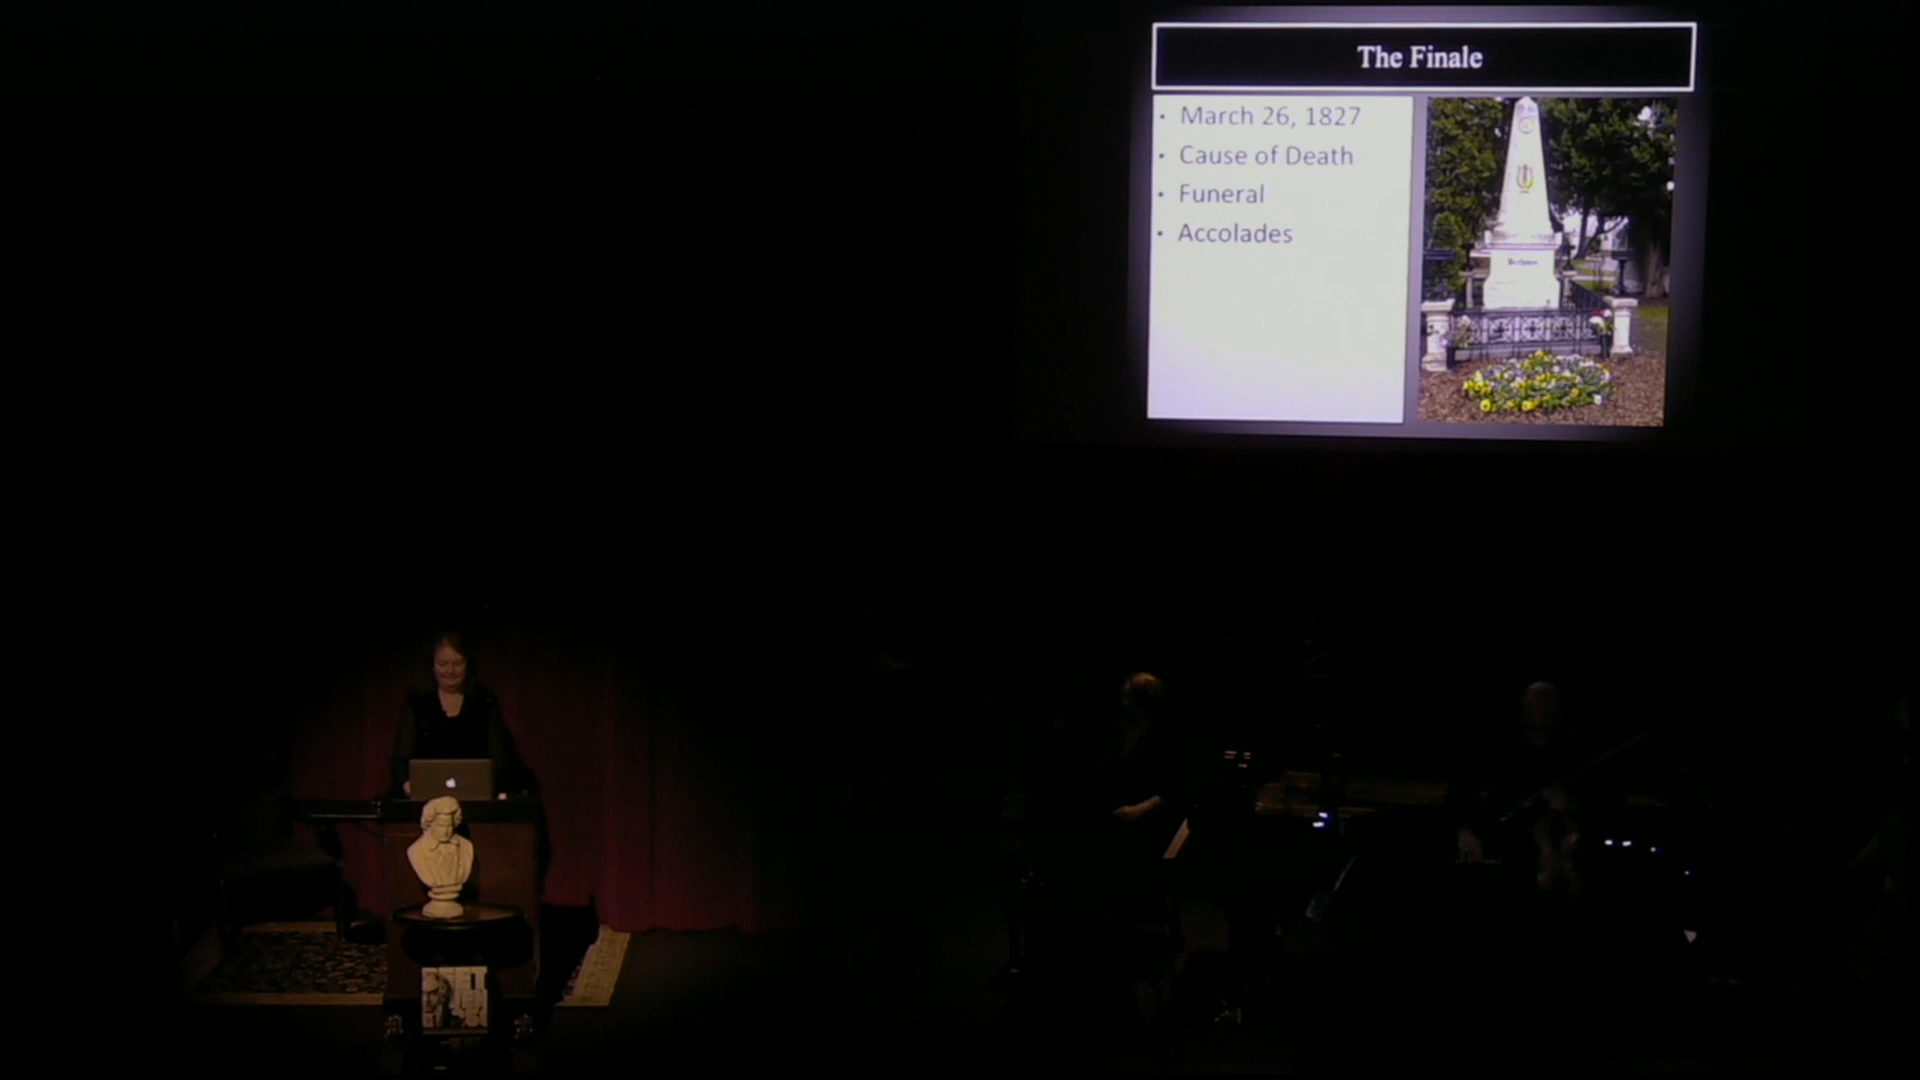 The Finale
• March 26, 1827
• Cause of Death
• Funeral
• Accolades